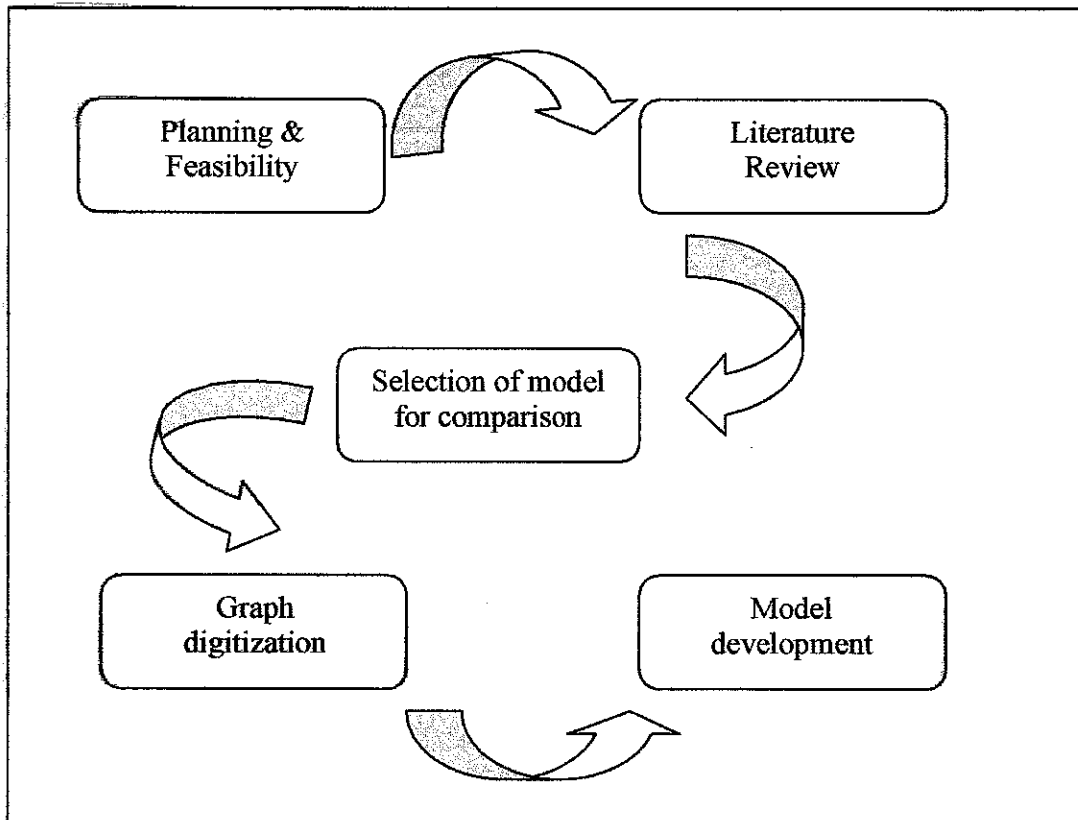 Planning &
Feasibility
Literature
Review
Selection of model
for comparison
Graph
digitization
Model
development